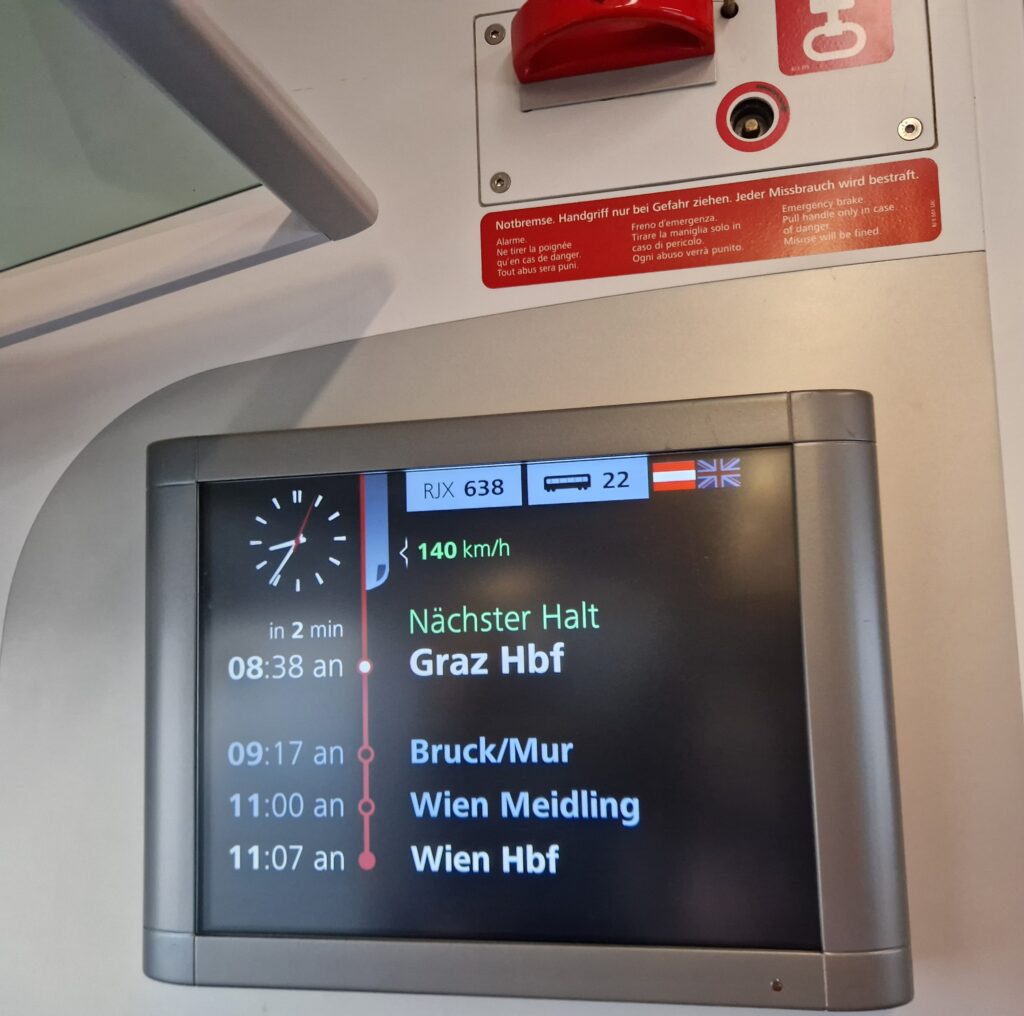 Notbremse. Handgriff nur bei Gefahr ziehen. Jeder Missbrauch wird bestraft.
Alarme.
Ne tirer la poignée
qu'en cas de danger.
Tout abus sera puni.
Freno d'emergenza.
Tirare la maniglia solo in
caso di pericolo.
Ogni abuso verrà punito.
Emergency brake.
Pull handle only in case
of danger.
Misuse will be fined.
RJX 638
22
140 km/h
Nächster Halt
in 2 min
08:38 an Graz Hbf
09:17 an Bruck/Mur
11:00 an Wien Meidling
11:07 an Wien Hbf